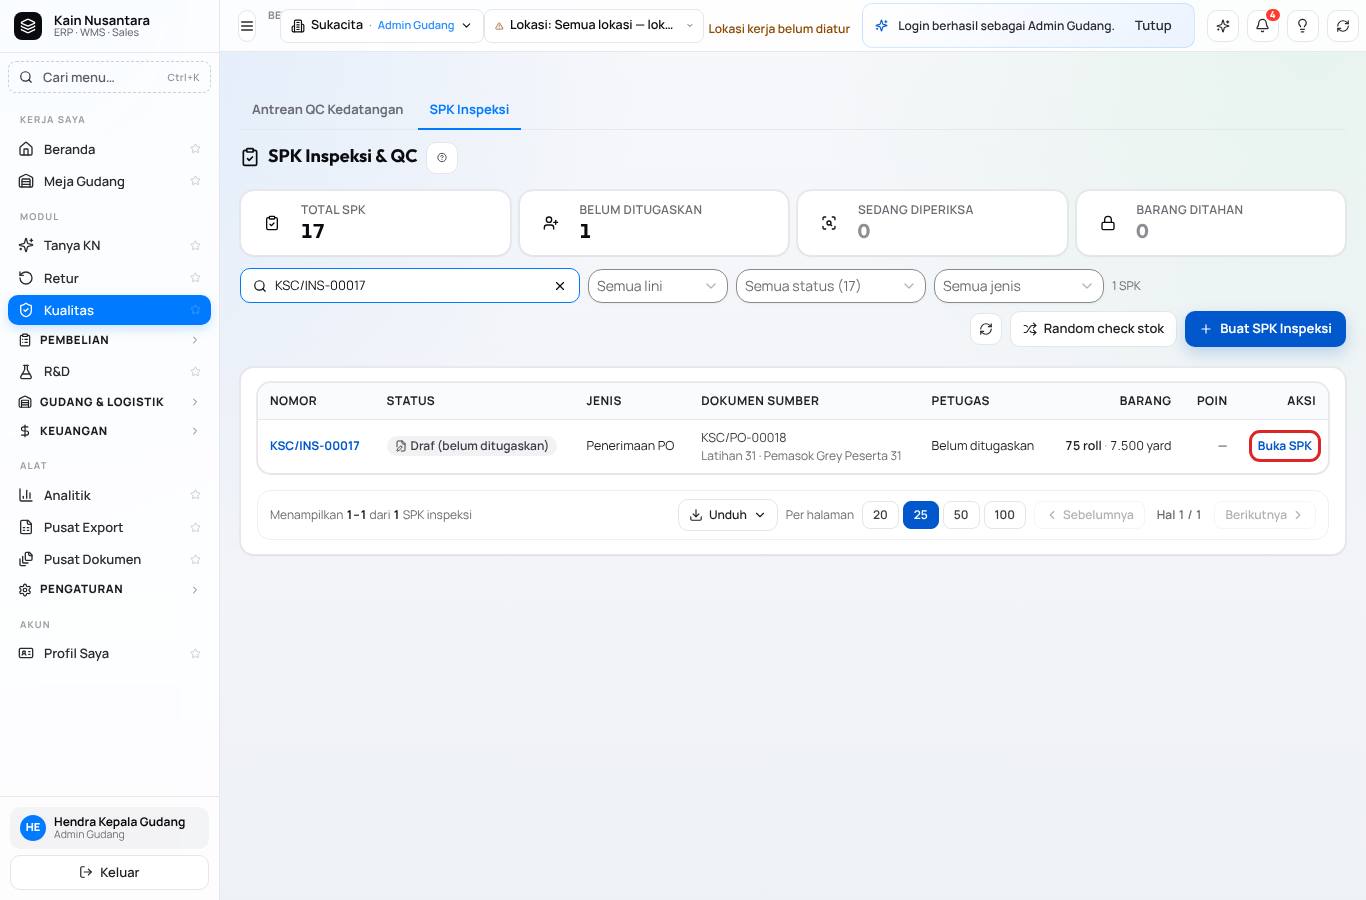 Kain Nusantara
ERP · WMS · Sales
Cari menu... Ctrl+K
KERJA SAYA
Beranda
Meja Gudang
MODUL
Tanya KN
Retur
Kualitas
PEMBELIAN
R&D
GUDANG & LOGISTIK
KEUANGAN
ALAT
Analitik
Pusat Export
Pusat Dokumen
PENGATURAN
AKUN
Profil Saya
HE
Hendra Kepala Gudang
Admin Gudang
Keluar
Sukacita · Admin Gudang
Lokasi: Semua lokasi — lok...
Lokasi kerja belum diatur
Login berhasil sebagai Admin Gudang. Tutup
4
Antrean QC Kedatangan SPK Inspeksi
SPK Inspeksi & QC
TOTAL SPK
17
BELUM DITUGASKAN
1
SEDANG DIPERIKSA
0
BARANG DITAHAN
0
KSC/INS-00017 Semua lini Semua status (17) Semua jenis 1 SPK
Random check stok + Buat SPK Inspeksi
NOMOR STATUS JENIS DOKUMEN SUMBER PETUGAS BARANG POIN AKSI
KSC/INS-00017 Draf (belum ditugaskan) Penerimaan PO KSC/PO-00018 Belum ditugaskan 75 roll · 7.500 yard — Buka SPK
Latihan 31 · Pemasok Grey Peserta 31
Menampilkan 1–1 dari 1 SPK inspeksi Unduh Per halaman 20 25 50 100 Sebelumnya Hal 1 / 1 Berikutnya